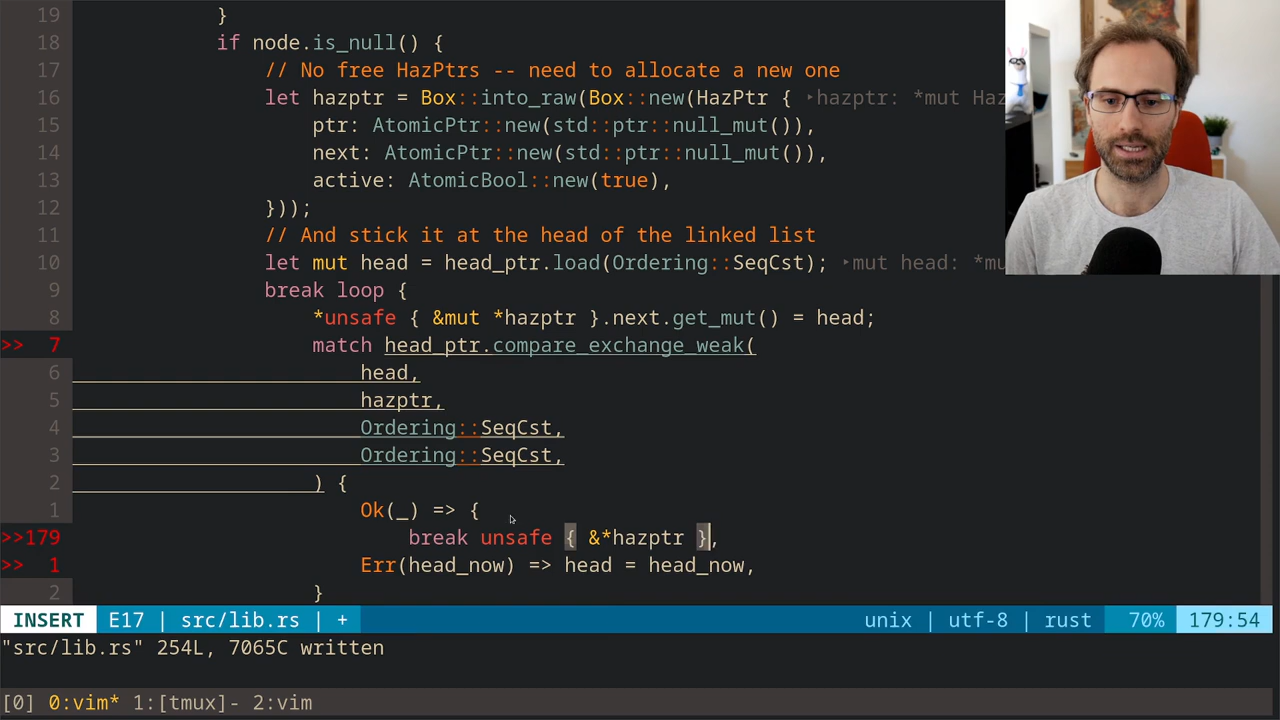 19 }
18 if node.is_null() {
17 // No free HazPtrs -- need to allocate a new one
16 let hazptr = Box::into_raw(Box::new(HazPtr { ‣hazptr: *mut Haz
15 ptr: AtomicPtr::new(std::ptr::null_mut()),
14 next: AtomicPtr::new(std::ptr::null_mut()),
13 active: AtomicBool::new(true),
12 }));
11 // And stick it at the head of the linked list
10 let mut head = head_ptr.load(Ordering::SeqCst); ‣mut head: *mu
9 break loop {
8 *unsafe { &mut *hazptr }.next.get_mut() = head;
>> 7 match head_ptr.compare_exchange_weak(
6 head,
5 hazptr,
4 Ordering::SeqCst,
3 Ordering::SeqCst,
2 ) {
1 Ok(_) => {
>>179 break unsafe { &*hazptr },
>> 1 Err(head_now) => head = head_now,
2 }
INSERT E17 | src/lib.rs | + unix | utf-8 | rust 70% 179:54
"src/lib.rs" 254L, 7065C written
[0] 0:vim* 1:[tmux]- 2:vim